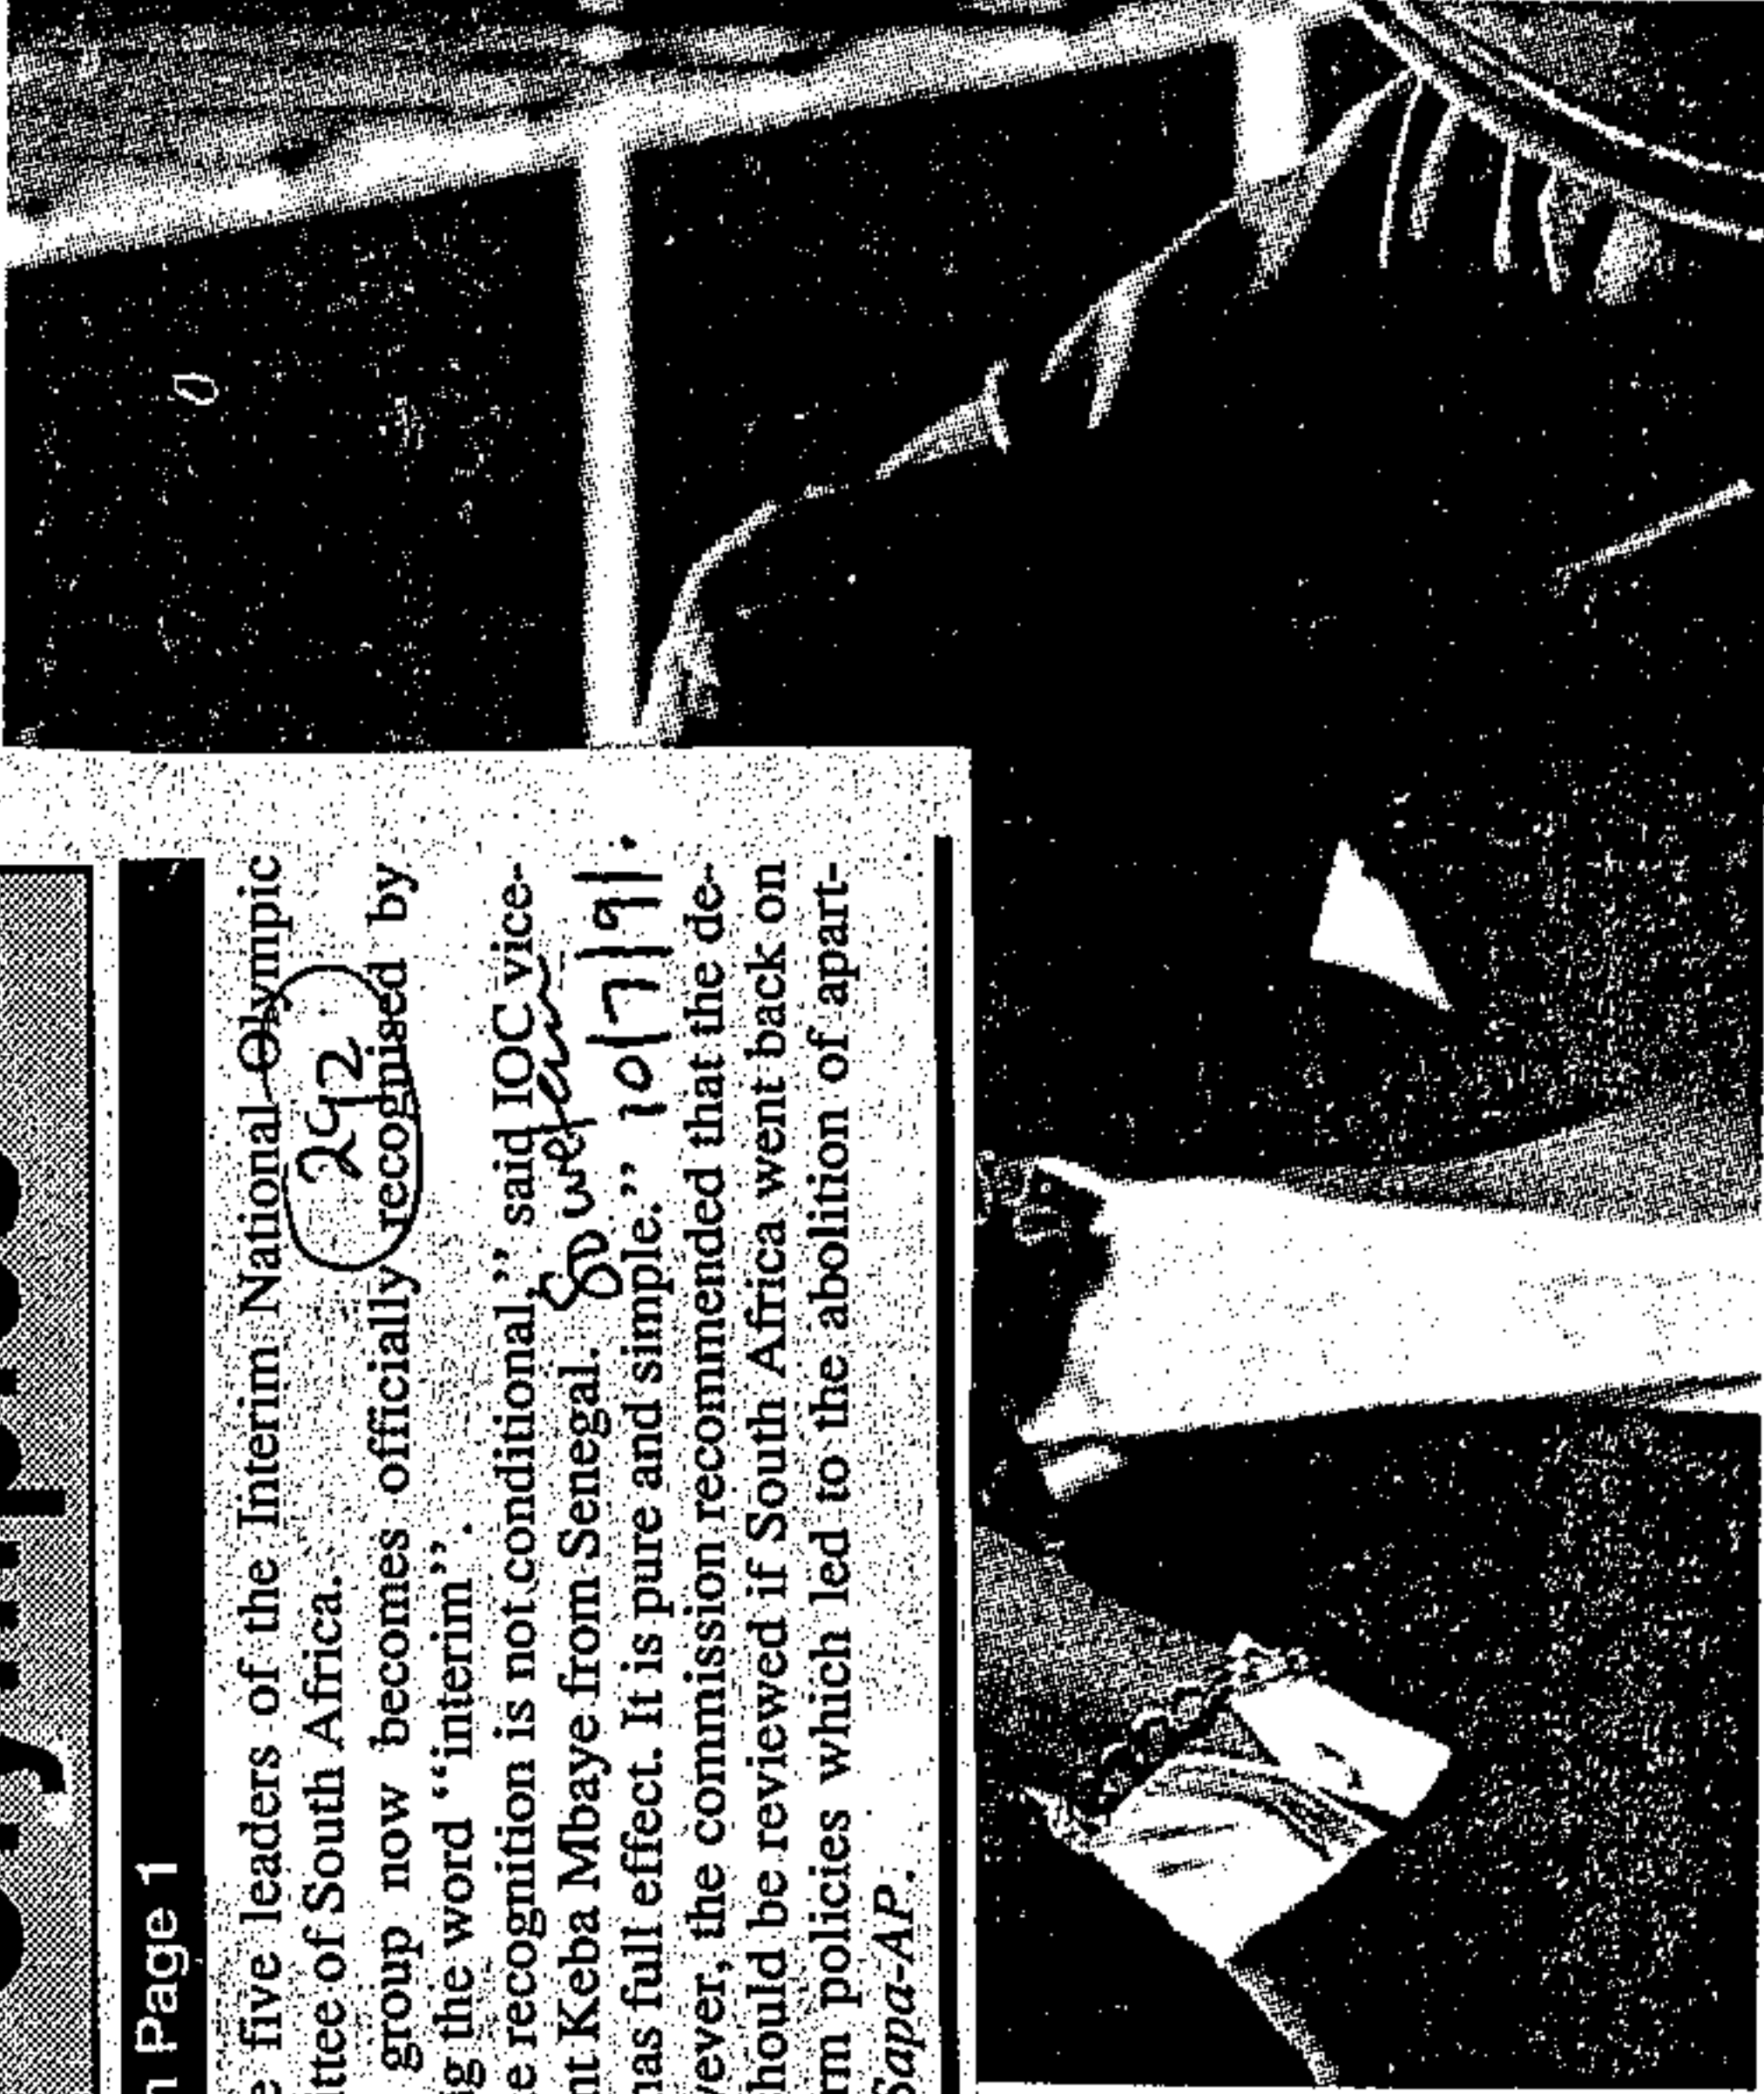 Page 1
five leaders of the Interim National Olympic
292
ttee of South Africa.
group now becomes officially recognised by
g the word "interim".
e recognition is not conditional," said IOC vice-
Sowetan
nt Keba Mbaye from Senegal.
10/7/91.
has full effect. It is pure and simple."
ever, the commission recommended that the de-
hould be reviewed if South Africa went back on
rm policies which led to the abolition of apart-
Sapa-AP.